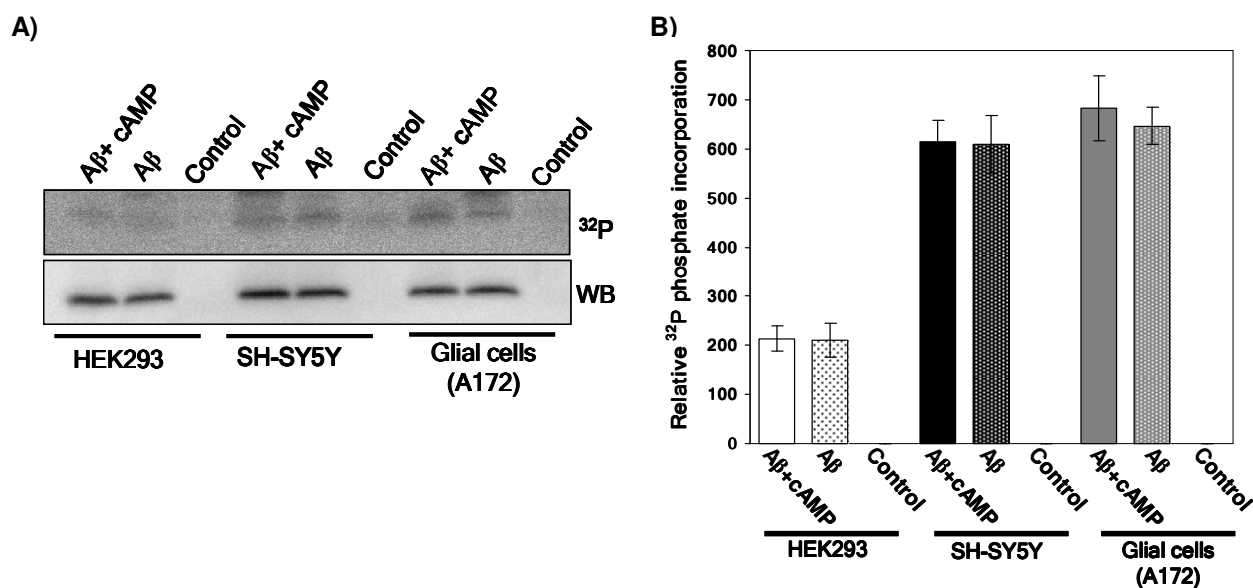 A)
Aβ+ cAMP
Aβ
Control
Aβ+ cAMP
Aβ
Control
Aβ+ cAMP
Aβ
Control
32P
WB
HEK293
SH-SY5Y
Glial cells
(A172)
B)
Relative 32P phosphate incorporation
800
700
600
500
400
300
200
100
0
Aβ+cAMP
Aβ
Control
Aβ+cAMP
Aβ
Control
Aβ+cAMP
Aβ
Control
HEK293
SH-SY5Y
Glial cells
(A172)